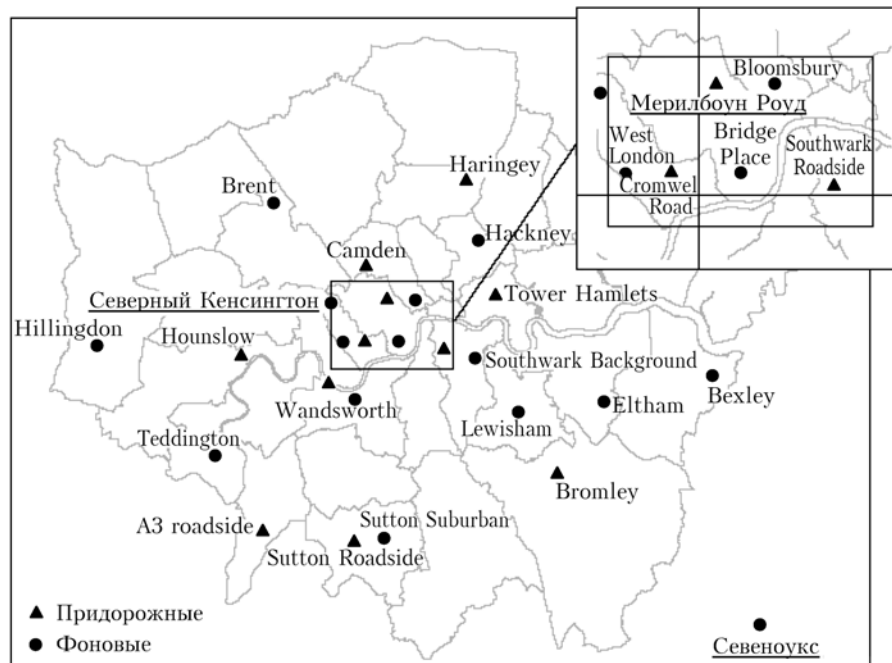 Bloomsbury
Мерилбоун Роуд
West
London
Bridge
Place
Southwark
Roadside
Cromwel
Road
Haringey
Brent
Hackney
Camden
Северный Кенсингтон
Tower Hamlets
Hillingdon
Hounslow
Southwark Background
Wandsworth
Bexley
Eltham
Lewisham
Teddington
Bromley
A3 roadside
Sutton Suburban
Sutton Roadside
Придорожные
Фоновые
Севеноукс